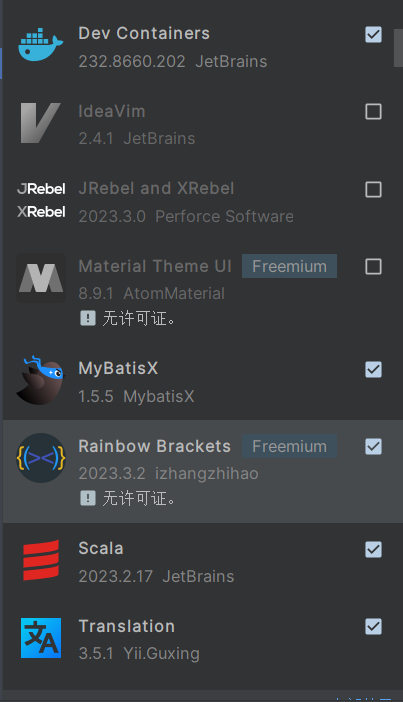 Dev Containers
232.8660.202 JetBrains
IdeaVim
2.4.1 JetBrains
JRebel
XRebel
JRebel and XRebel
2023.3.0 Perforce Software
Material Theme UI Freemium
8.9.1 AtomMaterial
无许可证。
MyBatisX
1.5.5 MybatisX
Rainbow Brackets Freemium
2023.3.2 izhangzhihao
无许可证。
Scala
2023.2.17 JetBrains
Translation
3.5.1 Yii.Guxing